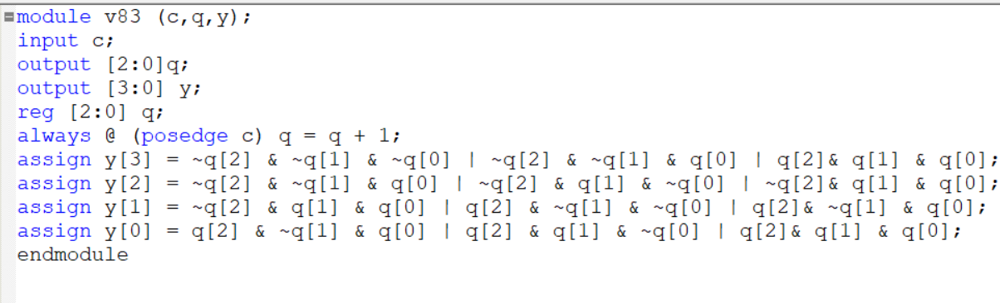 module v83 (c,q,y);
input c;
output [2:0]q;
output [3:0] y;
reg [2:0] q;
always @ (posedge c) q = q + 1;
assign y[3] = ~q[2] & ~q[1] & ~q[0] | ~q[2] & ~q[1] & q[0] | q[2]& q[1] & q[0];
assign y[2] = ~q[2] & ~q[1] & q[0] | ~q[2] & q[1] & ~q[0] | ~q[2]& q[1] & q[0];
assign y[1] = ~q[2] & q[1] & q[0] | q[2] & ~q[1] & ~q[0] | q[2]& ~q[1] & q[0];
assign y[0] = q[2] & ~q[1] & q[0] | q[2] & q[1] & ~q[0] | q[2]& q[1] & q[0];
endmodule